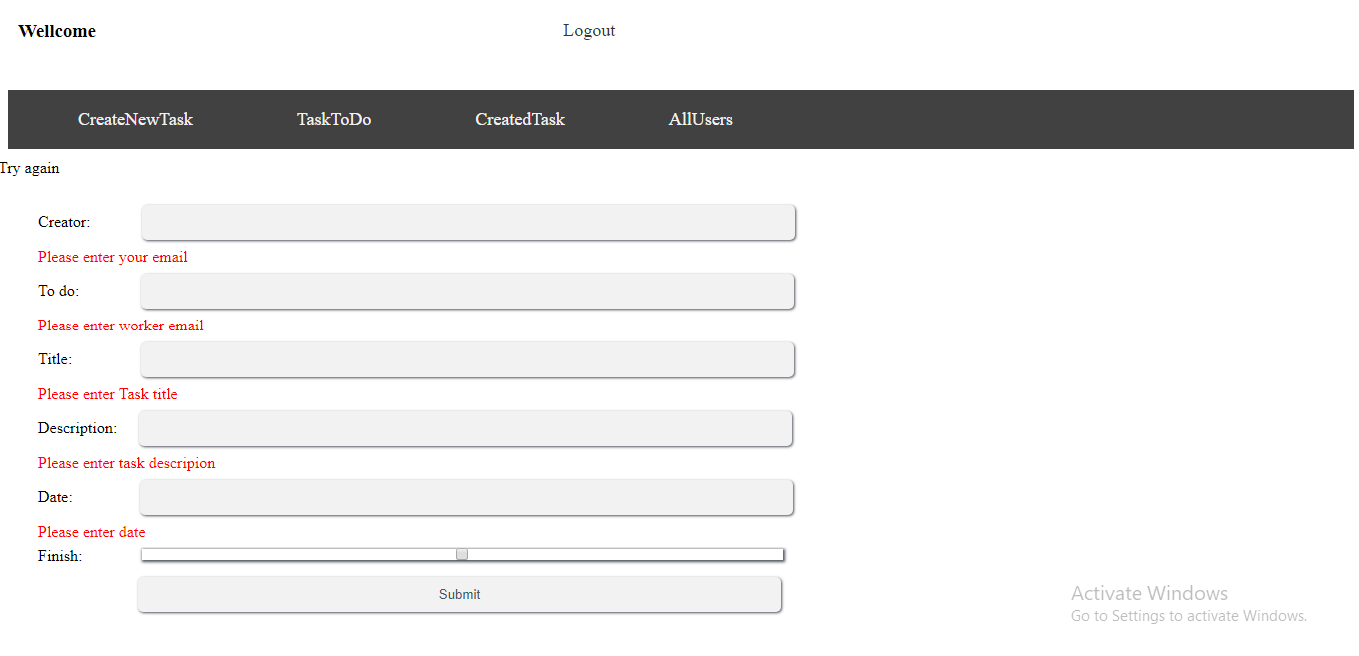 Wellcome Logout
CreateNewTask TaskToDo CreatedTask AllUsers
Try again
Creator:
Please enter your email
To do:
Please enter worker email
Title:
Please enter Task title
Description:
Please enter task descripion
Date:
Please enter date
Finish:
Submit
Activate Windows
Go to Settings to activate Windows.